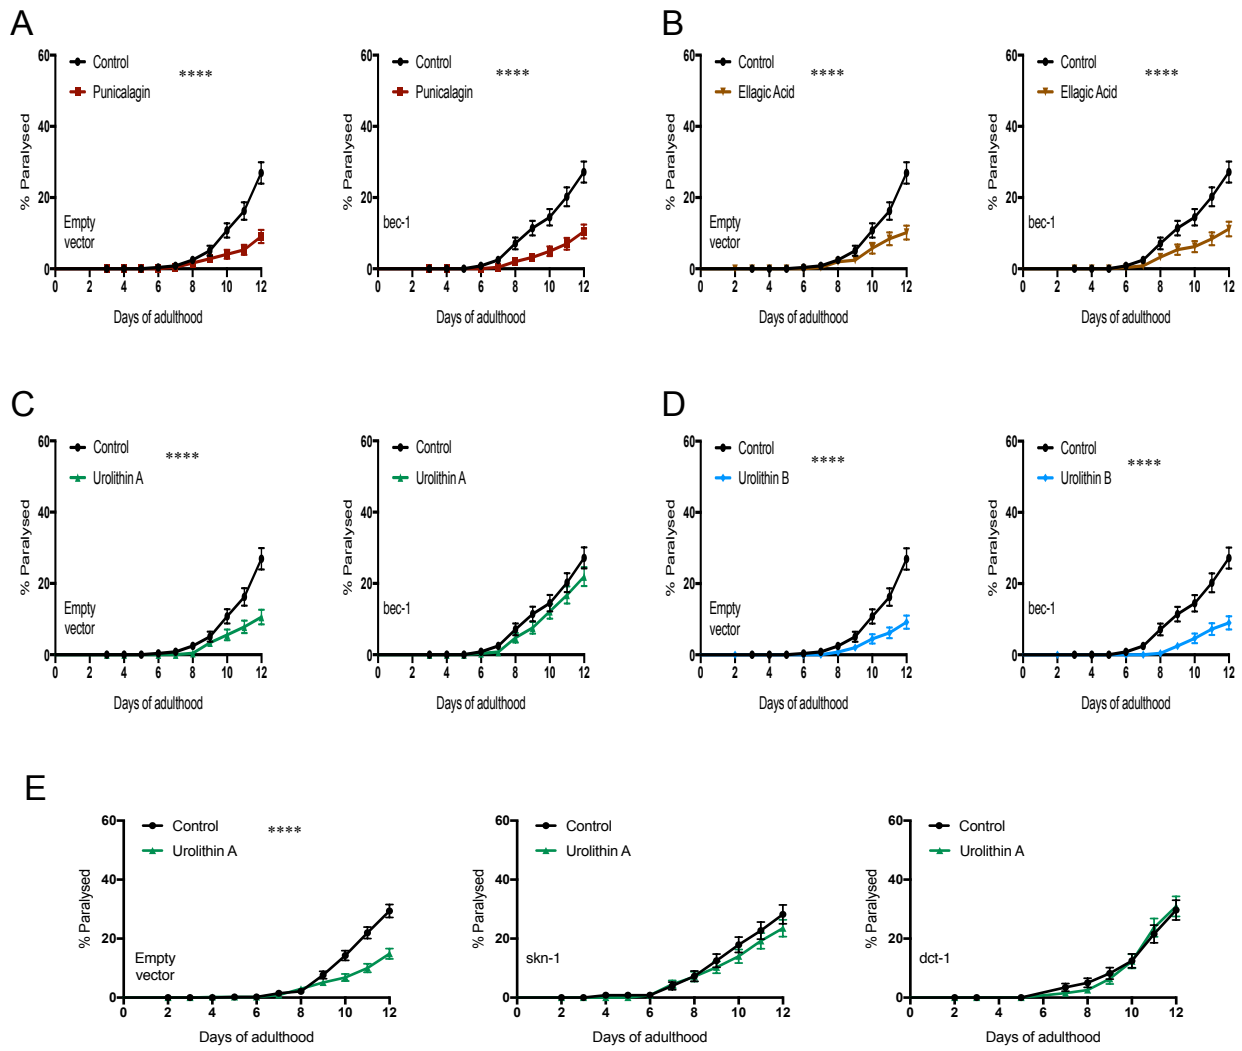 A
B
60
40
20
0
% Paralysed
Control
Punicalagin
****
Empty
vector
0 2 4 6 8 10 12
Days of adulthood
60
40
20
0
% Paralysed
Control
Punicalagin
****
bec-1
0 2 4 6 8 10 12
Days of adulthood
60
40
20
0
% Paralysed
Control
Ellagic Acid
****
Empty
vector
0 2 4 6 8 10 12
Days of adulthood
60
40
20
0
% Paralysed
Control
Ellagic Acid
****
bec-1
0 2 4 6 8 10 12
Days of adulthood
C
D
60
40
20
0
% Paralysed
Control
Urolithin A
****
Empty
vector
0 2 4 6 8 10 12
Days of adulthood
60
40
20
0
% Paralysed
Control
Urolithin A
bec-1
0 2 4 6 8 10 12
Days of adulthood
60
40
20
0
% Paralysed
Control
Urolithin B
****
Empty
vector
0 2 4 6 8 10 12
Days of adulthood
60
40
20
0
% Paralysed
Control
Urolithin B
****
bec-1
0 2 4 6 8 10 12
Days of adulthood
E
60
40
20
0
% Paralysed
Control
Urolithin A
****
Empty
vector
0 2 4 6 8 10 12
Days of adulthood
60
40
20
0
% Paralysed
Control
Urolithin A
skn-1
0 2 4 6 8 10 12
Days of adulthood
60
40
20
0
% Paralysed
Control
Urolithin A
dct-1
0 2 4 6 8 10 12
Days of adulthood